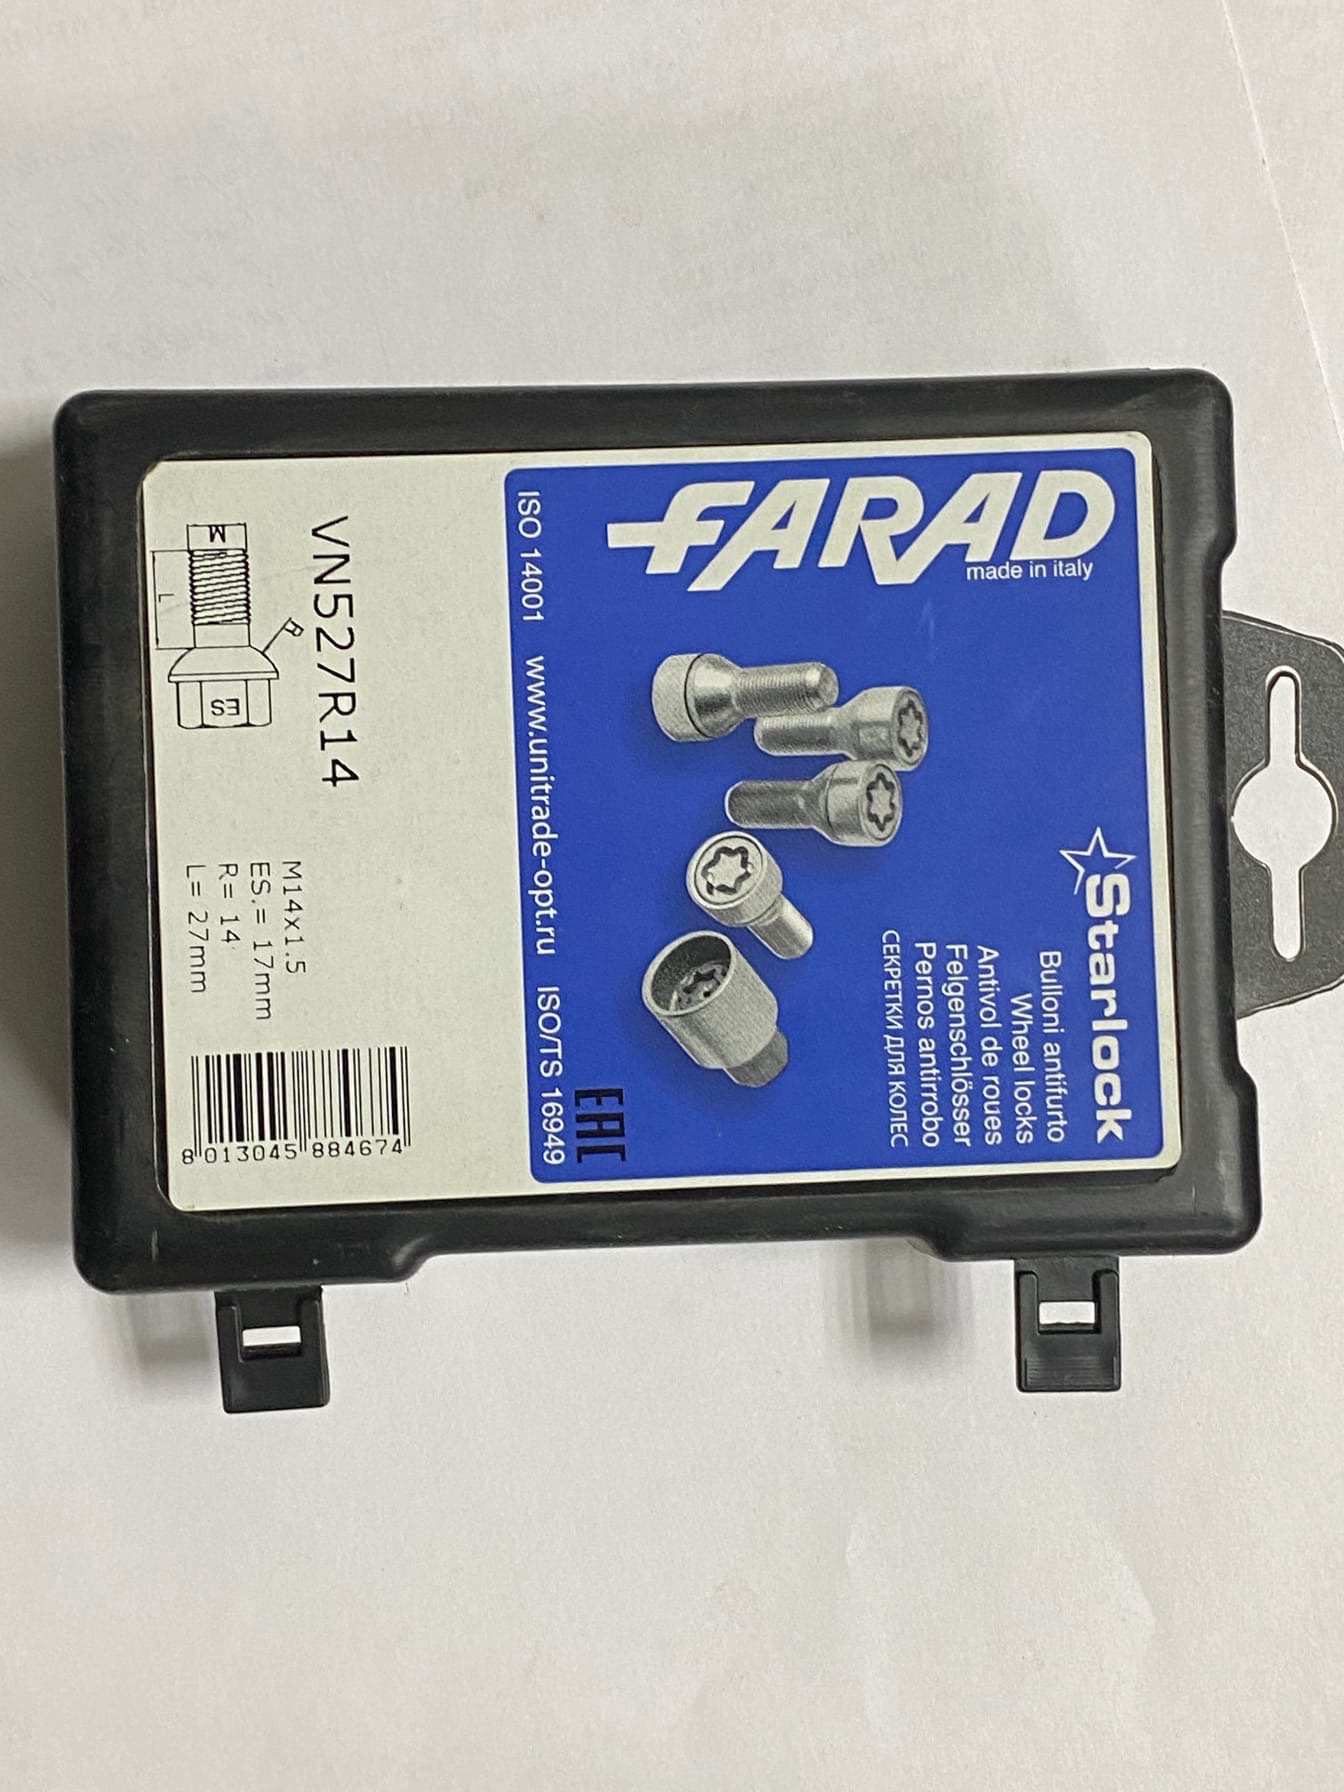 FARAD
made in italy
Starlock
Bulloni antifurto
Wheel locks
Antivol de roues
Felgenschlösser
Pernos antirrobo
СЕКРЕТКИ ДЛЯ КОЛЕС
EAC
ISO 14001 www.unitrade-opt.ru ISO/TS 16949
VN527R14
M
L
ES
M14x1.5
ES.= 17mm
R= 14
L= 27mm
8 013045 884674